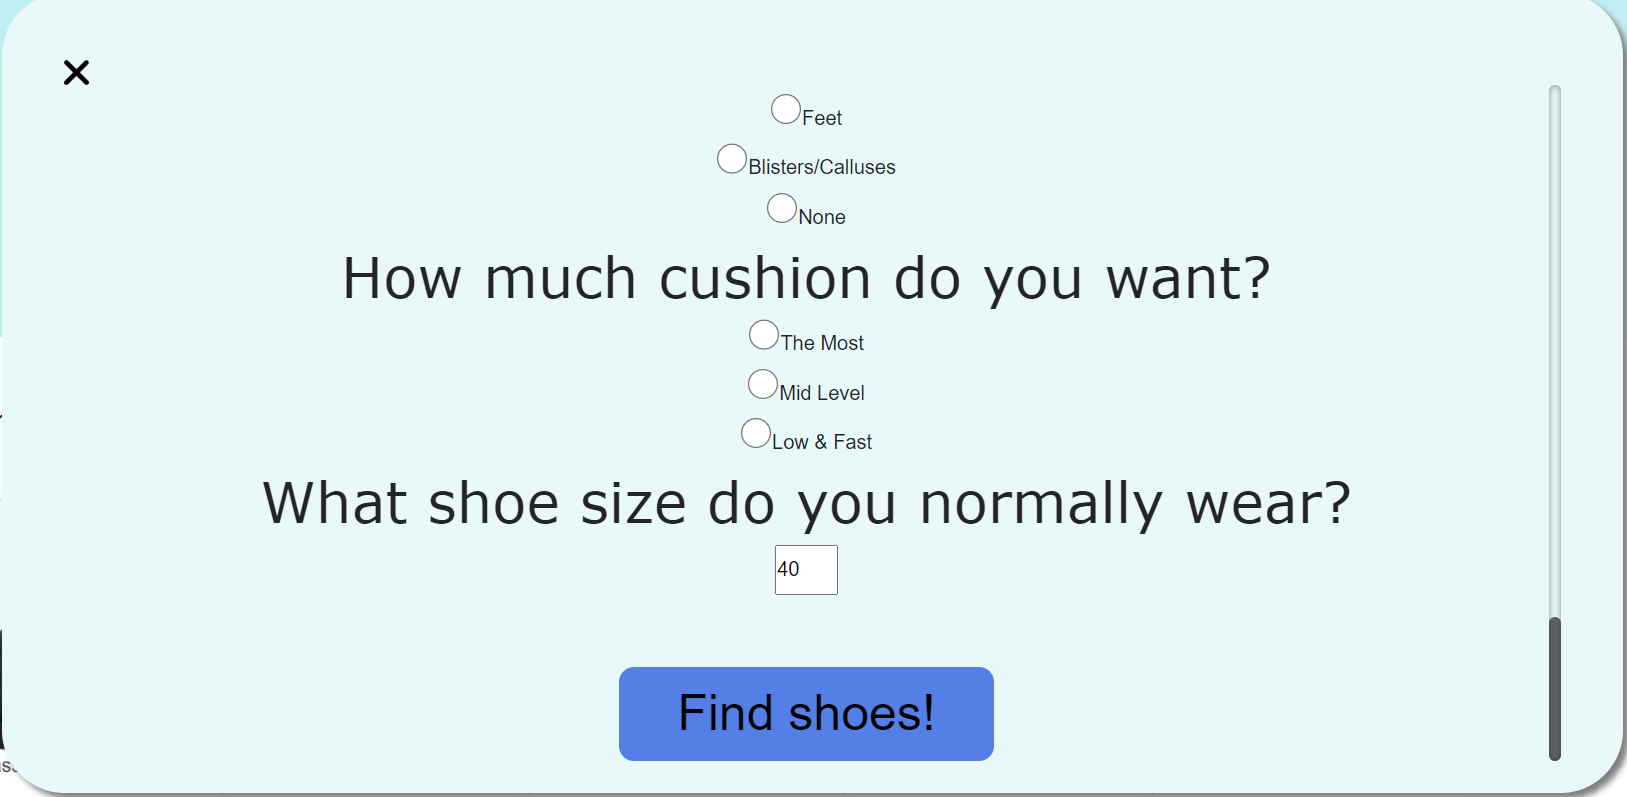 Feet
Blisters/Calluses
None
How much cushion do you want?
The Most
Mid Level
Low & Fast
What shoe size do you normally wear?
40
Find shoes!